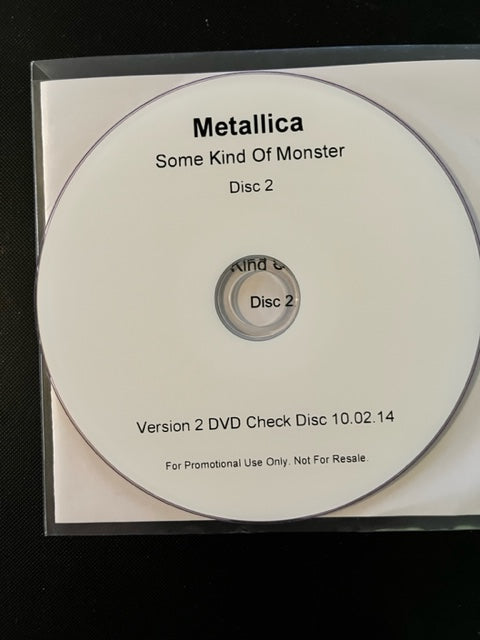 Metallica
Some Kind Of Monster
Disc 2
Kind O
Disc 2
Version 2 DVD Check Disc 10.02.14
For Promotional Use Only. Not For Resale.